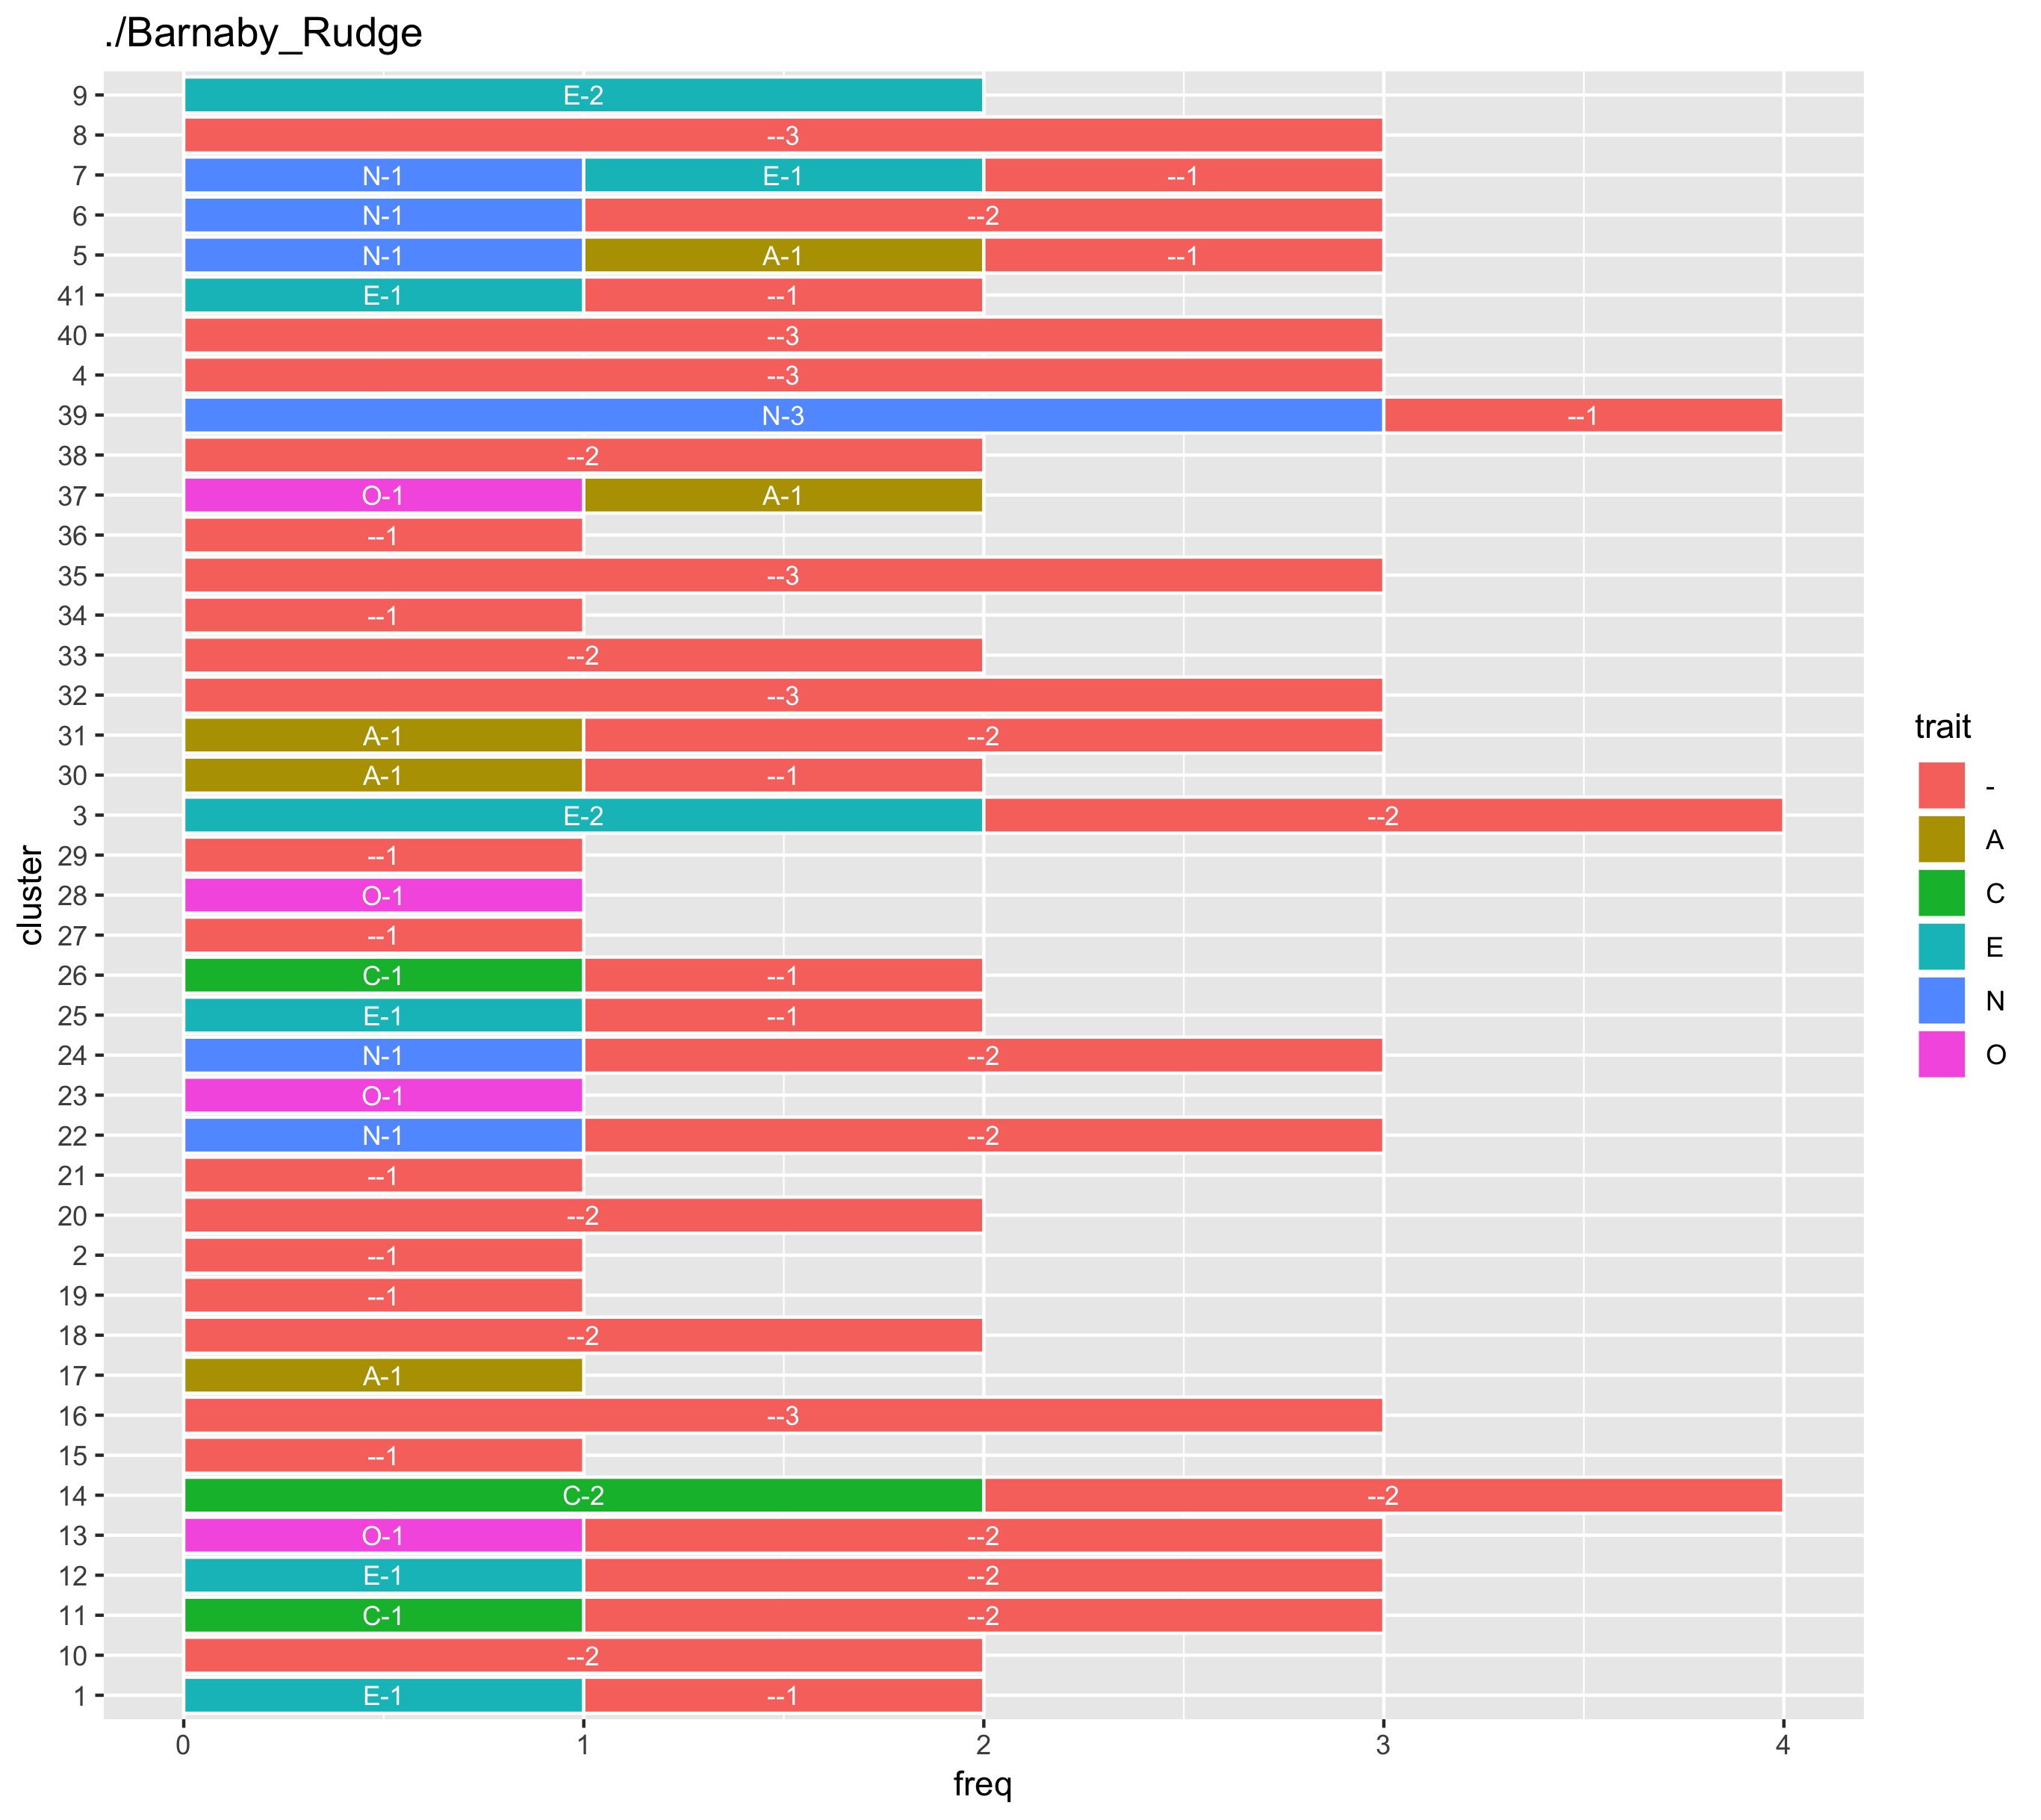 ./Barnaby_Rudge
9 E-2
8 --3
7 N-1 E-1 --1
6 N-1 --2
5 N-1 A-1 --1
41 E-1 --1
40 --3
4 --3
39 N-3 --1
38 --2
37 O-1 A-1
36 --1
35 --3
34 --1
33 --2
32 --3
31 A-1 --2
30 A-1 --1
3 E-2 --2
29 --1
28 O-1
27 --1
26 C-1 --1
25 E-1 --1
24 N-1 --2
23 O-1
22 N-1 --2
21 --1
20 --2
2 --1
19 --1
18 --2
17 A-1
16 --3
15 --1
14 C-2 --2
13 O-1 --2
12 E-1 --2
11 C-1 --2
10 --2
1 E-1 --1
0 1 2 3 4
freq
cluster
trait
-
A
C
E
N
O